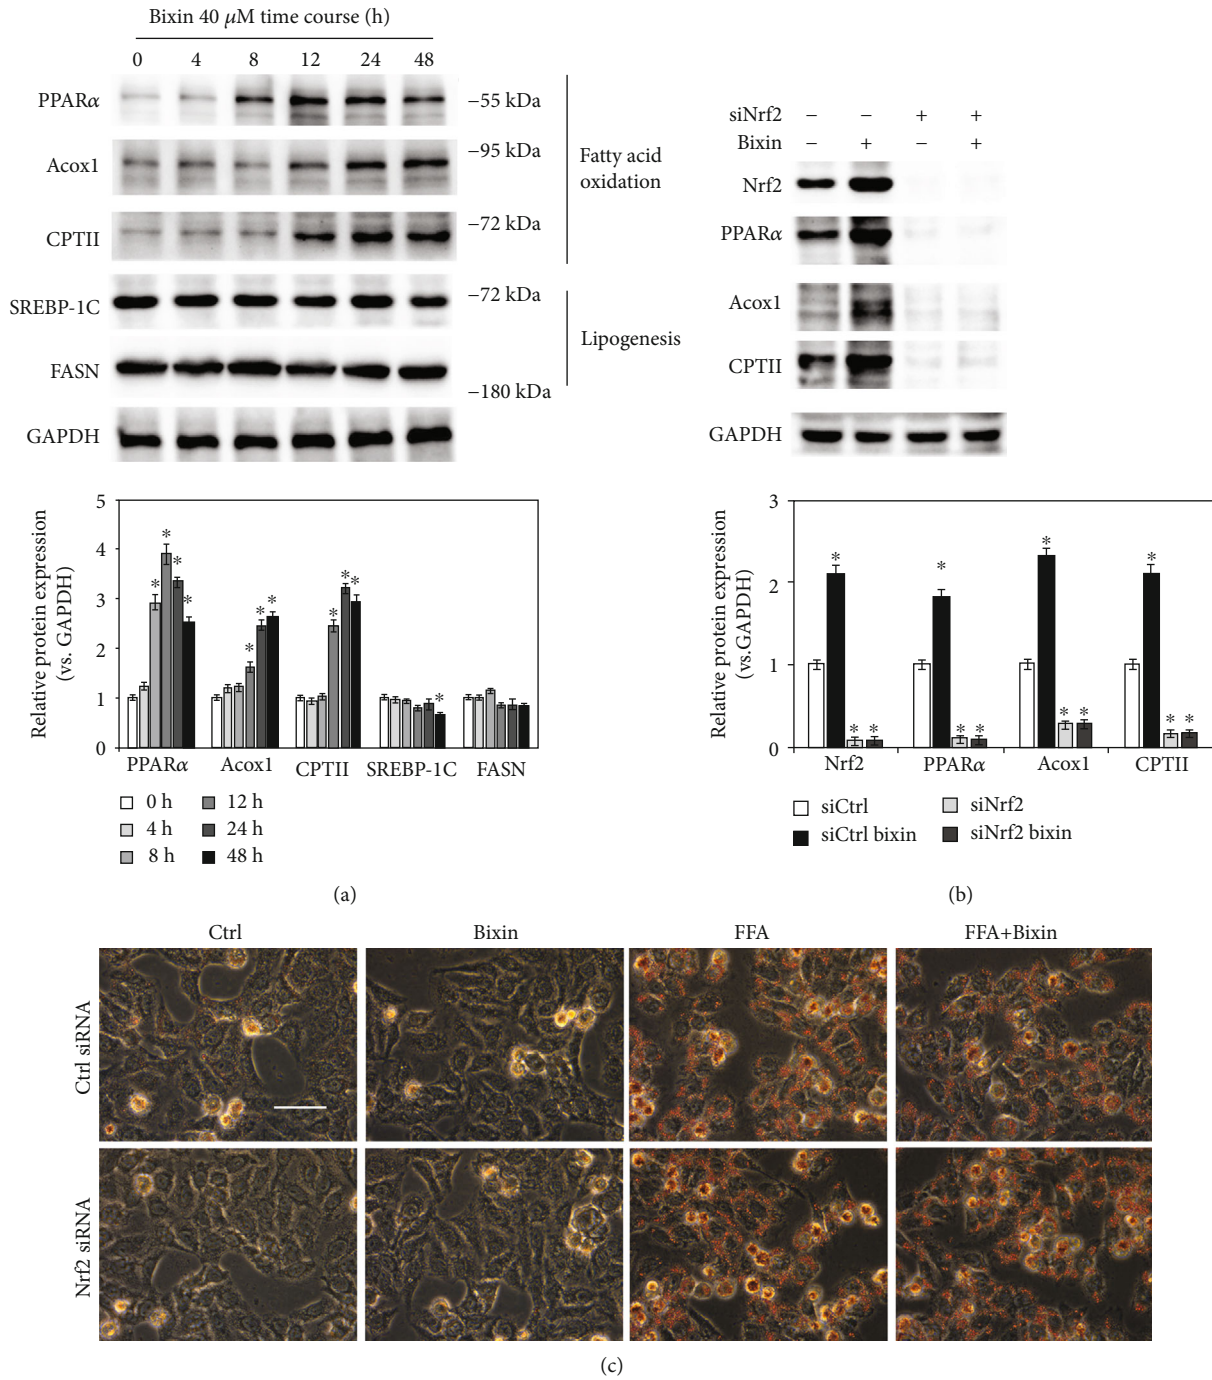 Bixin 40 μM time course (h)
0 4 8 12 24 48
PPARα
−55 kDa
Acox1
−95 kDa
CPTII
−72 kDa
Fatty acid
oxidation
SREBP-1C
−72 kDa
FASN
−180 kDa
Lipogenesis
GAPDH
Relative protein expression
(vs. GAPDH)
5
4
3
2
1
0
* * * * * * * * * * *
PPARα Acox1 CPTII SREBP-1C FASN
0 h 12 h
4 h 24 h
8 h 48 h
(a)
siNrf2 − − + +
Bixin − + − +
Nrf2
PPARα
Acox1
CPTII
GAPDH
Relative protein expression
(vs.GAPDH)
3
2
1
0
* * * * * * * * * * * *
Nrf2 PPARα Acox1 CPTII
siCtrl siNrf2
siCtrl bixin siNrf2 bixin
(b)
Ctrl Bixin FFA FFA+Bixin
Ctrl siRNA
Nrf2 siRNA
(c)